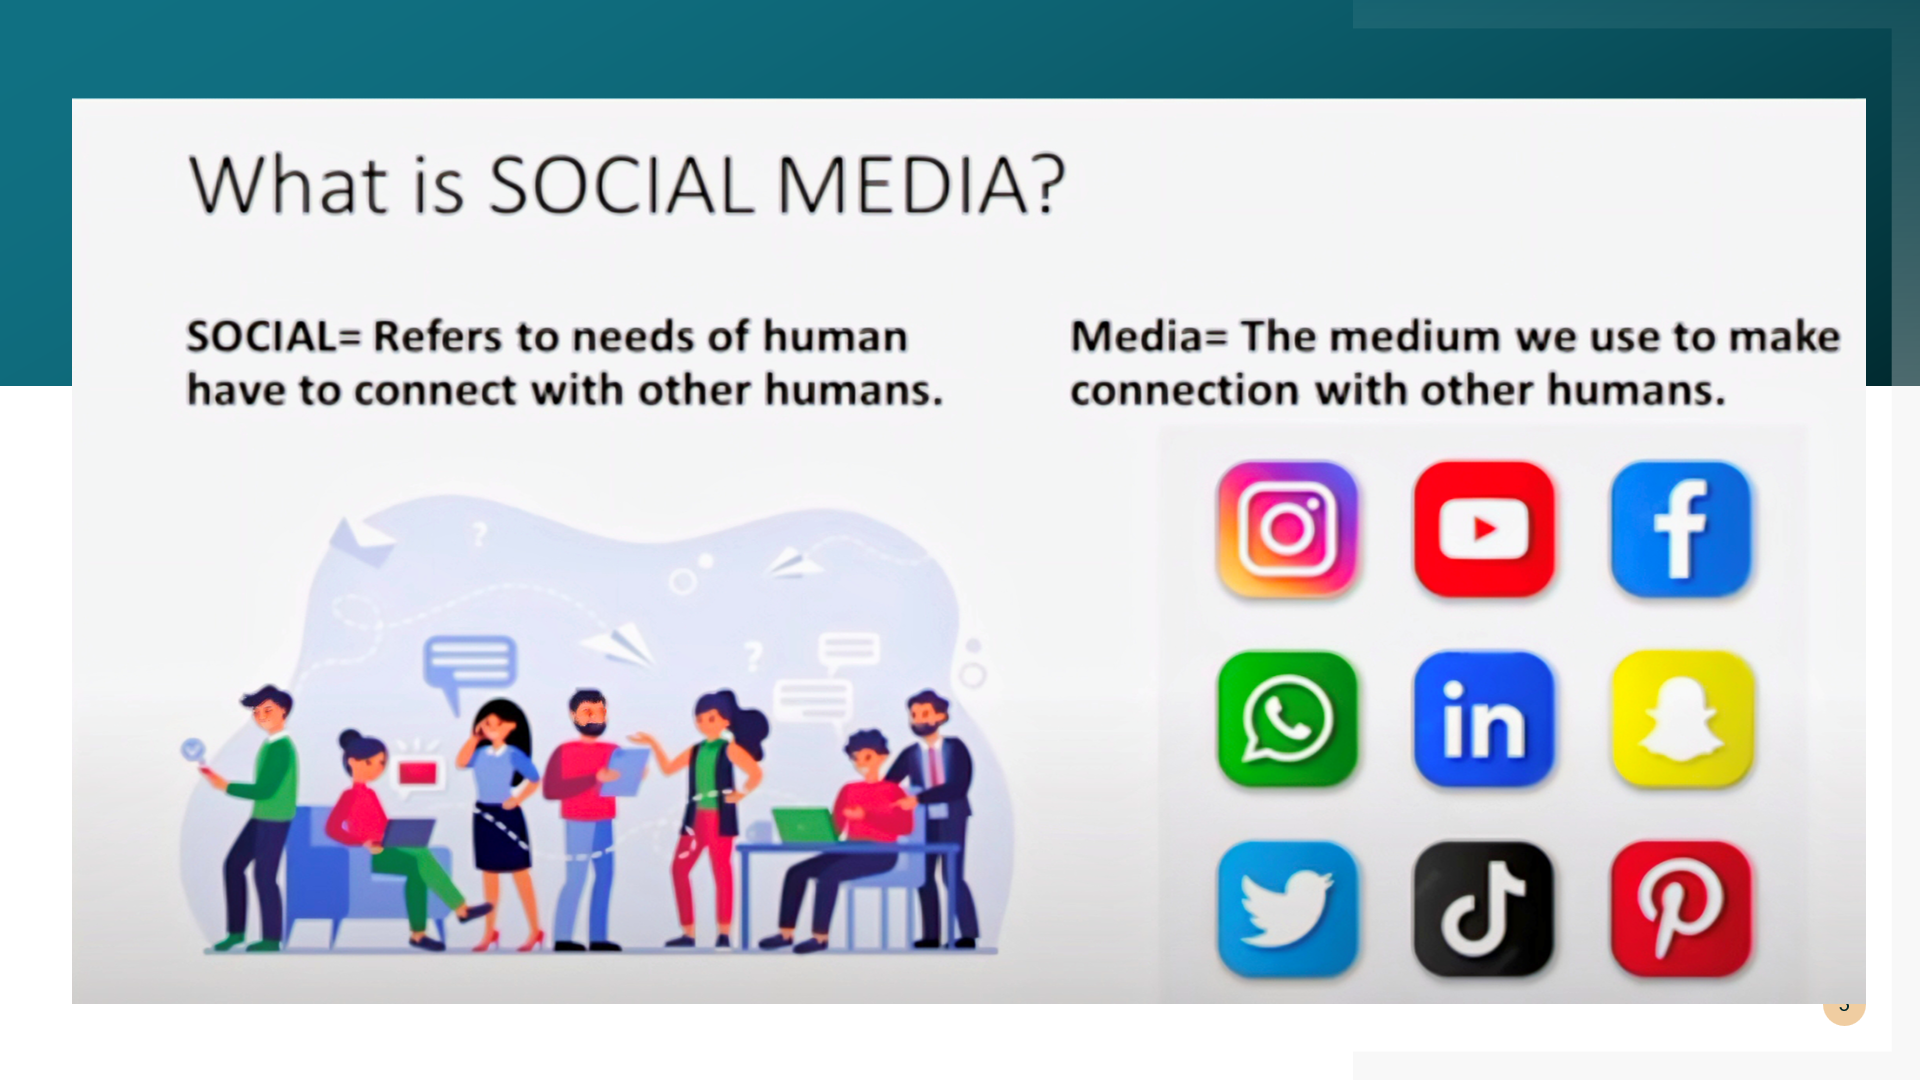 What is SOCIAL MEDIA?
SOCIAL= Refers to needs of human
have to connect with other humans.
Media= The medium we use to make
connection with other humans.
?
?
f
in